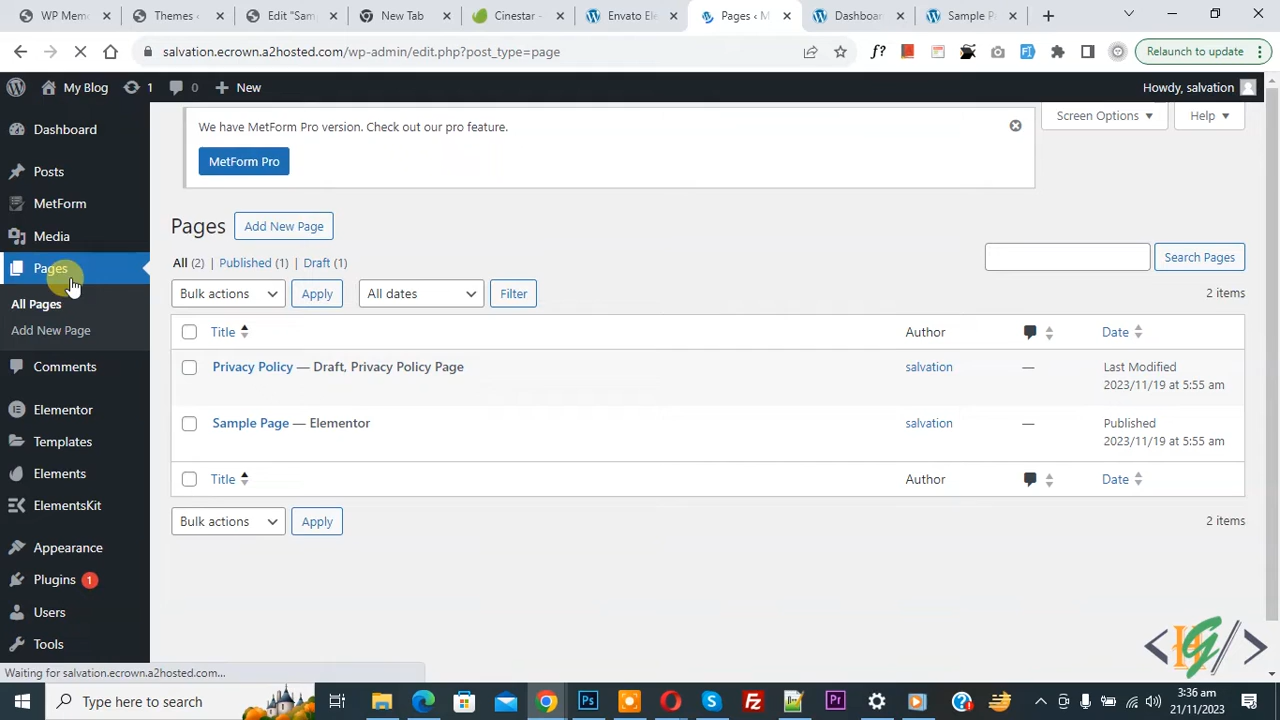 WP Memo
Themes <
Edit "Sam
New Tab
Cinestar -
Envato Ele
Pages < M
Dashboar
Sample P
salvation.ecrown.a2hosted.com/wp-admin/edit.php?post_type=page
f?
Relaunch to update
My Blog
1
0
New
Howdy, salvation
Dashboard
Posts
MetForm
Media
Pages
All Pages
Add New Page
Comments
Elementor
Templates
Elements
ElementsKit
Appearance
Plugins 1
Users
Tools
We have MetForm Pro version. Check out our pro feature.
MetForm Pro
Screen Options
Help
Pages
Add New Page
All (2) | Published (1) | Draft (1)
Search Pages
Bulk actions
Apply
All dates
Filter
2 items
Title
Author
Date
Privacy Policy — Draft, Privacy Policy Page
salvation
—
Last Modified
2023/11/19 at 5:55 am
Sample Page — Elementor
salvation
—
Published
2023/11/19 at 5:55 am
Title
Author
Date
Bulk actions
Apply
2 items
Waiting for salvation.ecrown.a2hosted.com...
Type here to search
Ps
Pr
3:36 am
21/11/2023